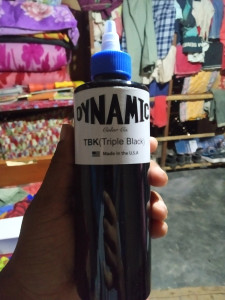 DYNAMIC
Color Co.
TBK(Triple Black)
Made in the U.S.A